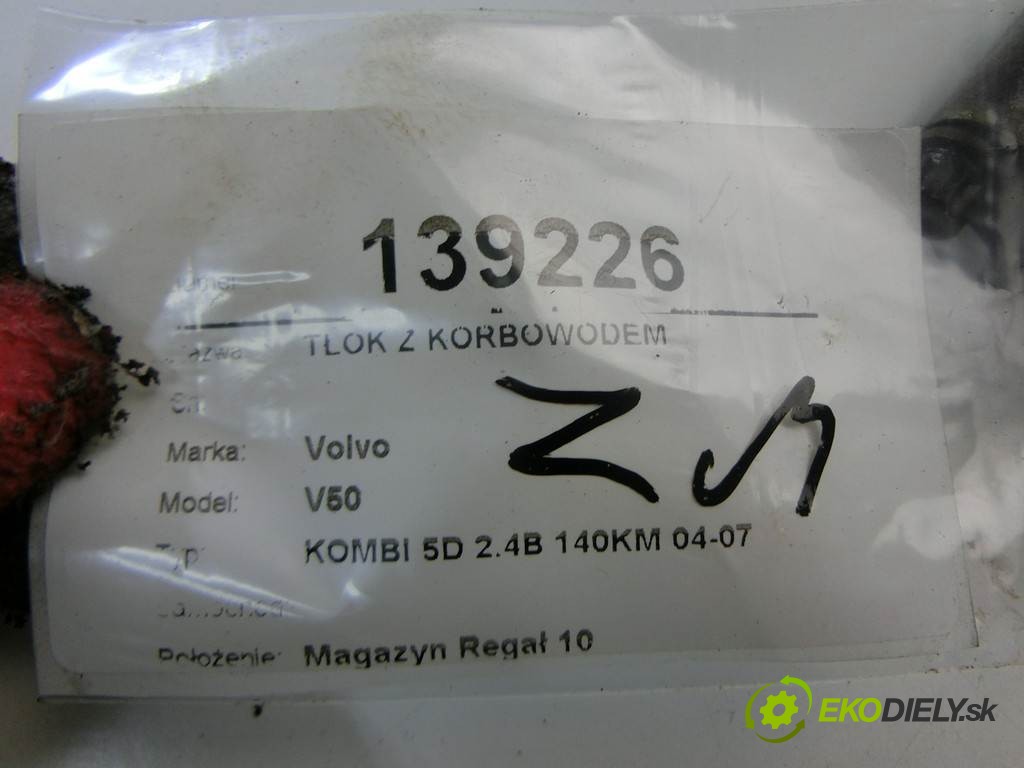 139226
TŁOK Z KORBOWODEM
Marka: Volvo
Model: V50
Typ: KOMBI 5D 2.4B 140KM 04-07
Położenie: Magazyn Regał 10
EKODIELY.sk